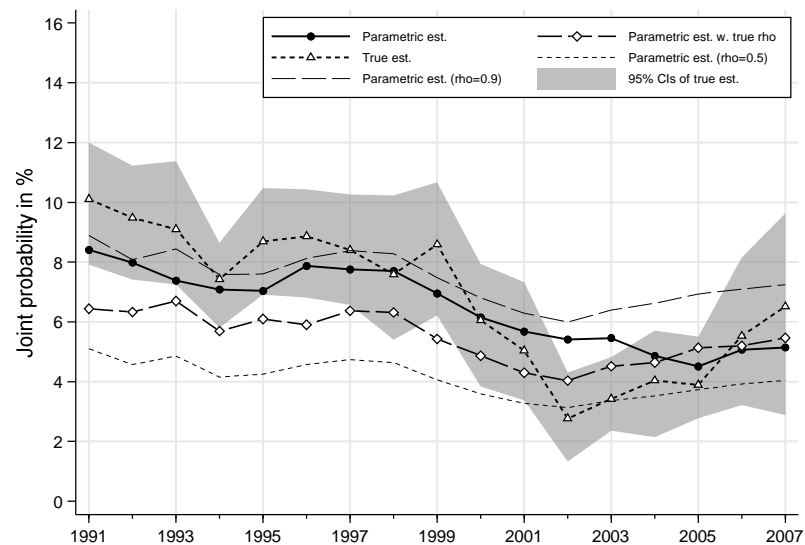 Joint probability in %
16
14
12
10
8
6
4
2
0
Parametric est.
True est.
Parametric est. (rho=0.9)
Parametric est. w. true rho
Parametric est. (rho=0.5)
95% CIs of true est.
1991 1993 1995 1997 1999 2001 2003 2005 2007